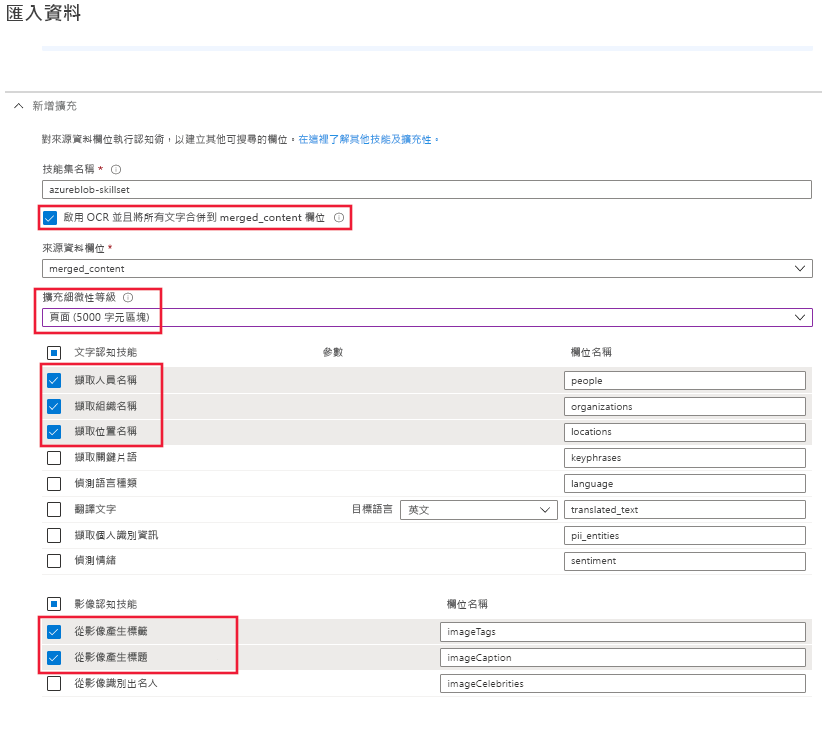 匯入資料
新增擴充
對來源資料欄位執行認知術，以建立其他可搜尋的欄位。在這裡了解其他技能及擴充性。
技能集名稱 *
azureblob-skillset
啟用 OCR 並且將所有文字合併到 merged_content 欄位
來源資料欄位 *
merged_content
擴充細微性等級
頁面 (5000 字元區塊)
文字認知技能 參數 欄位名稱
擷取人員名稱 people
擷取組織名稱 organizations
擷取位置名稱 locations
擷取關鍵片語 keyphrases
偵測語言種類 language
翻譯文字 目標語言 英文 translated_text
擷取個人識別資訊 pii_entities
偵測情緒 sentiment
影像認知技能 欄位名稱
從影像產生標籤 imageTags
從影像產生標題 imageCaption
從影像識別出名人 imageCelebrities